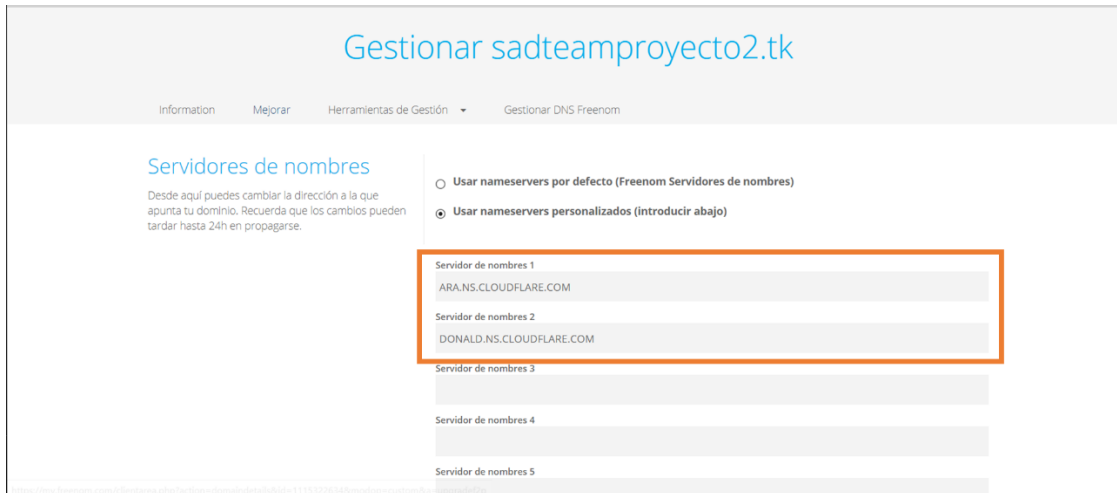 Gestionar sadteamproyecto2.tk
Information Mejorar Herramientas de Gestión Gestionar DNS Freenom
Servidores de nombres
Desde aquí puedes cambiar la dirección a la que
apunta tu dominio. Recuerda que los cambios pueden
tardar hasta 24h en propagarse.
Usar nameservers por defecto (Freenom Servidores de nombres)
Usar nameservers personalizados (introducir abajo)
Servidor de nombres 1
ARA.NS.CLOUDFLARE.COM
Servidor de nombres 2
DONALD.NS.CLOUDFLARE.COM
Servidor de nombres 3
Servidor de nombres 4
Servidor de nombres 5